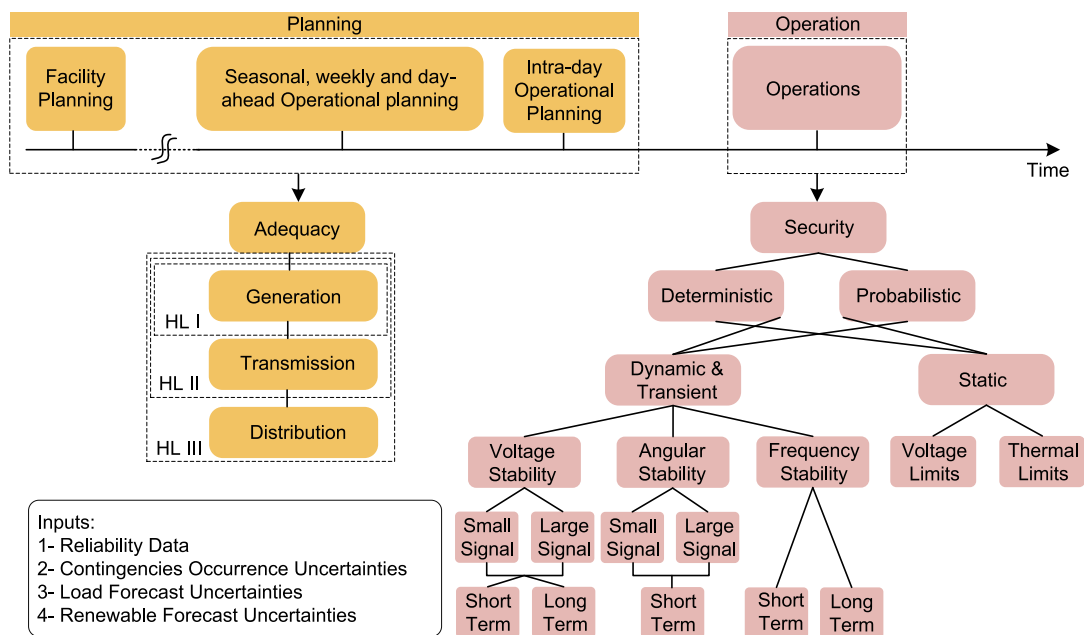 Planning
Operation
Facility
Planning
Seasonal, weekly and day-
ahead Operational planning
Intra-day
Operational
Planning
Operations
Time
Adequacy
Generation
HL I
Transmission
HL II
Distribution
HL III
Security
Deterministic
Probabilistic
Dynamic &
Transient
Static
Voltage
Stability
Angular
Stability
Frequency
Stability
Voltage
Limits
Thermal
Limits
Small
Signal
Large
Signal
Small
Signal
Large
Signal
Short
Term
Long
Term
Short
Term
Short
Term
Long
Term
Inputs:
1- Reliability Data
2- Contingencies Occurrence Uncertainties
3- Load Forecast Uncertainties
4- Renewable Forecast Uncertainties